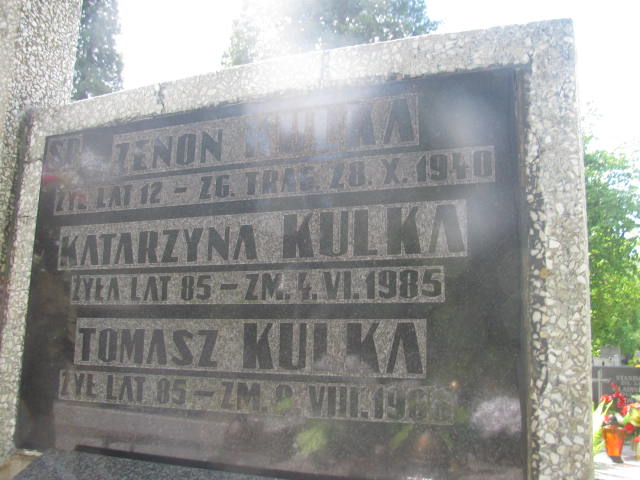 ZENON KULKA
ŻYŁ LAT 12 – ZG. TRAG. 28. X. 1940
KATARZYNA KULKA
ŻYŁA LAT 85 – ZM. 4. VI. 1985
TOMASZ KULKA
ŻYŁ LAT 85 – ZM. VIII.